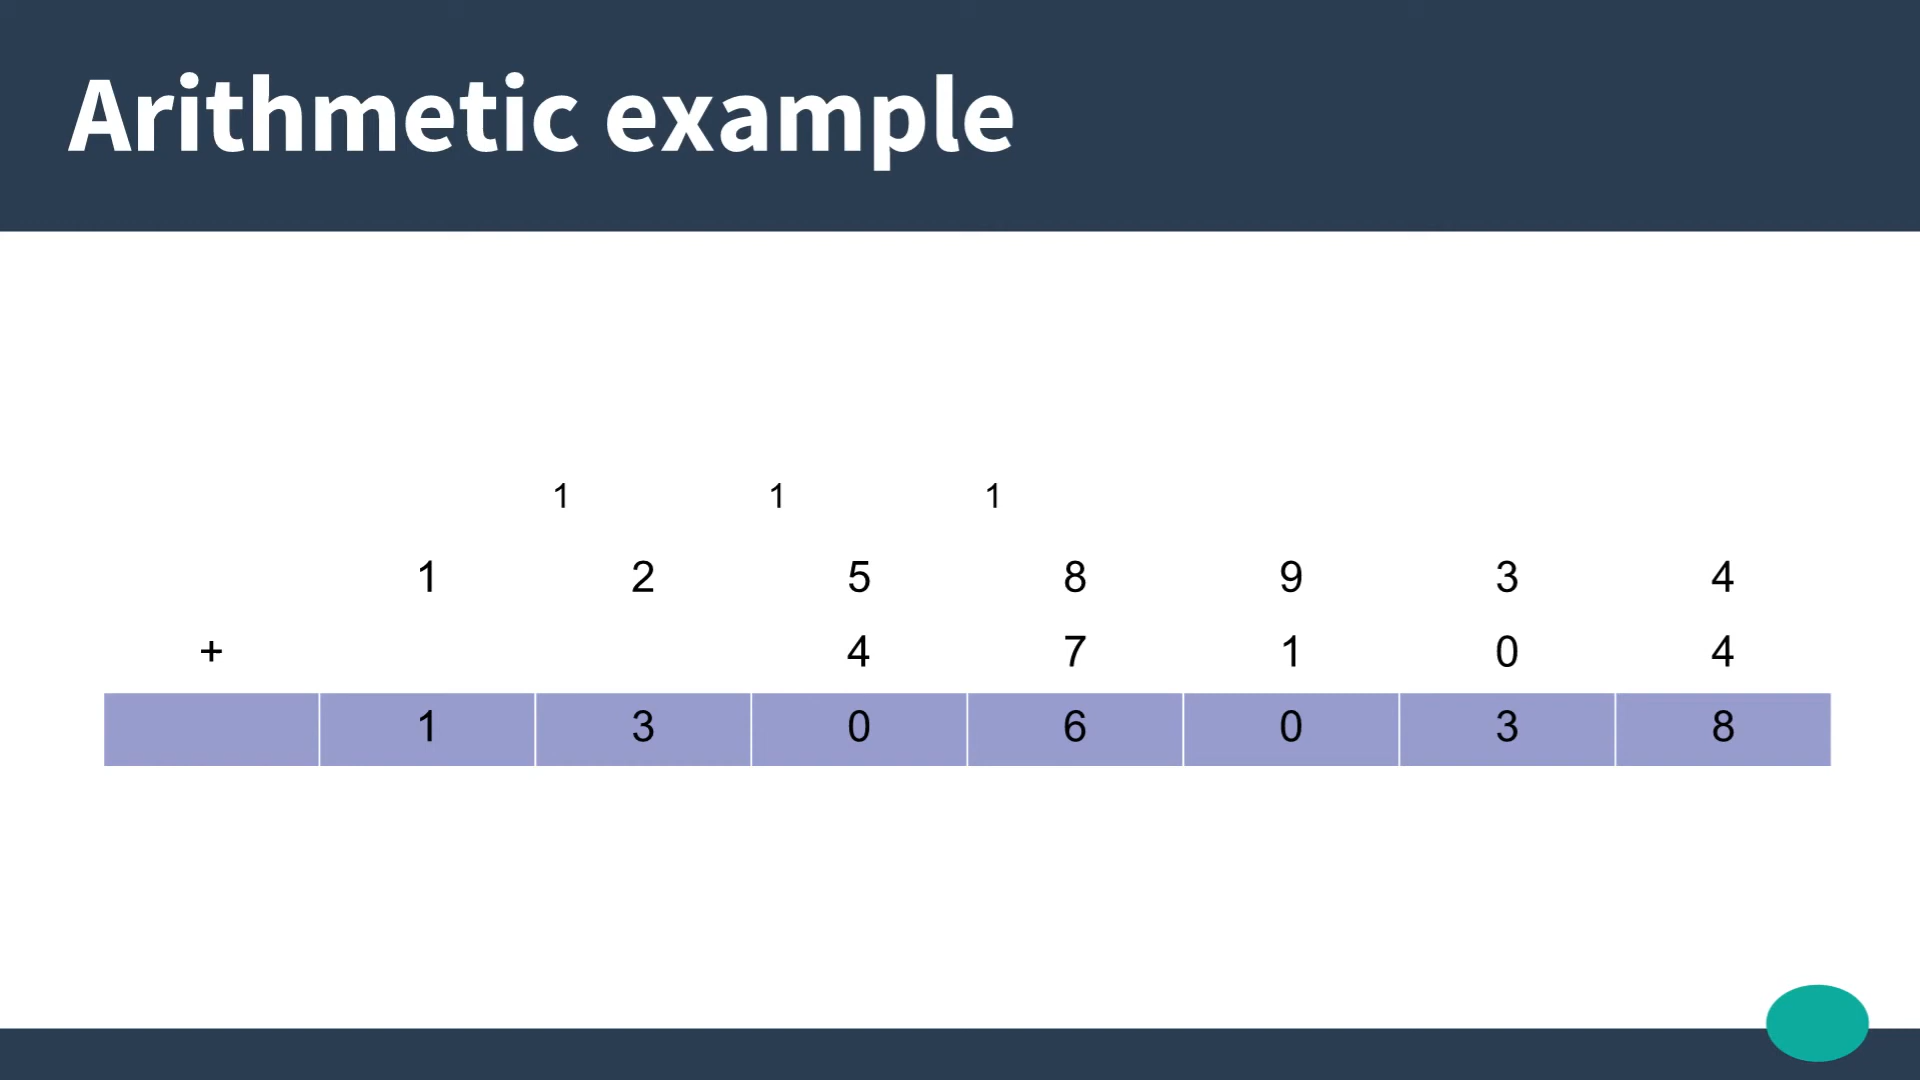 Arithmetic example
1 1 1
1 2 5 8 9 3 4
+ 4 7 1 0 4
1 3 0 6 0 3 8